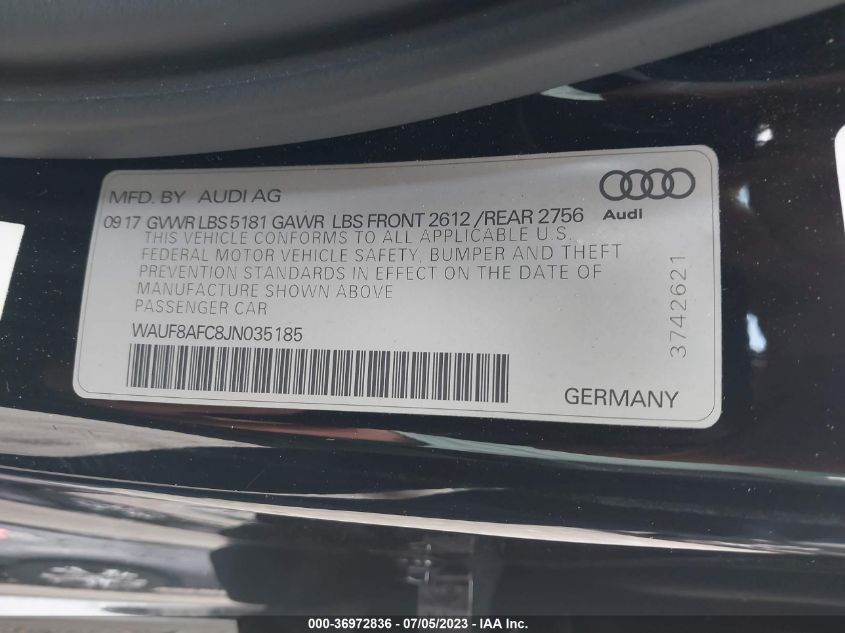 MFD. BY AUDI AG
09 17 GVWR LBS 5181 GAWR LBS FRONT 2612 / REAR 2756
Audi
THIS VEHICLE CONFORMS TO ALL APPLICABLE U.S.
FEDERAL MOTOR VEHICLE SAFETY, BUMPER AND THEFT
PREVENTION STANDARDS IN EFFECT ON THE DATE OF
MANUFACTURE SHOWN ABOVE
PASSENGER CAR
WAUF8AFC8JN035185
3742621
GERMANY
000-36972836 - 07/05/2023 - IAA Inc.